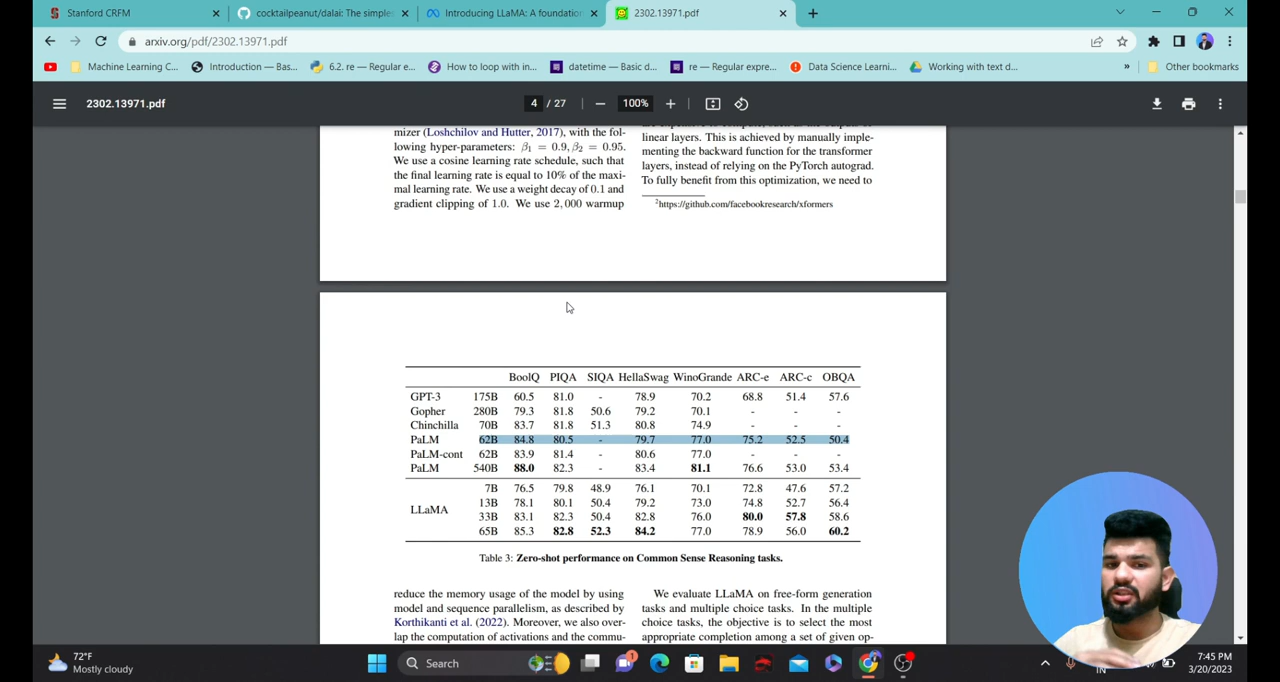 Stanford CRFM
cocktailpeanut/dalai: The simples
Introducing LLaMA: A foundation
2302.13971.pdf
arxiv.org/pdf/2302.13971.pdf
Machine Learning C...
Introduction — Bas...
6.2. re — Regular e...
How to loop with in...
datetime — Basic d...
re — Regular expre...
Data Science Learni...
Working with text d...
»
Other bookmarks
2302.13971.pdf
4 / 27
100%
mizer (Loshchilov and Hutter, 2017), with the fol-
lowing hyper-parameters: β1 = 0.9, β2 = 0.95.
We use a cosine learning rate schedule, such that
the final learning rate is equal to 10% of the maxi-
mal learning rate. We use a weight decay of 0.1 and
gradient clipping of 1.0. We use 2,000 warmup
linear layers. This is achieved by manually imple-
menting the backward function for the transformer
layers, instead of relying on the PyTorch autograd.
To fully benefit from this optimization, we need to
2https://github.com/facebookresearch/xformers
BoolQ PIQA SIQA HellaSwag WinoGrande ARC-e ARC-c OBQA
GPT-3 175B 60.5 81.0 - 78.9 70.2 68.8 51.4 57.6
Gopher 280B 79.3 81.8 50.6 79.2 70.1 - - -
Chinchilla 70B 83.7 81.8 51.3 80.8 74.9 - - -
PaLM 62B 84.8 80.5 - 79.7 77.0 75.2 52.5 50.4
PaLM-cont 62B 83.9 81.4 - 80.6 77.0 - - -
PaLM 540B 88.0 82.3 - 83.4 81.1 76.6 53.0 53.4
LLaMA
7B 76.5 79.8 48.9 76.1 70.1 72.8 47.6 57.2
13B 78.1 80.1 50.4 79.2 73.0 74.8 52.7 56.4
33B 83.1 82.3 50.4 82.8 76.0 80.0 57.8 58.6
65B 85.3 82.8 52.3 84.2 77.0 78.9 56.0 60.2
Table 3: Zero-shot performance on Common Sense Reasoning tasks.
reduce the memory usage of the model by using
model and sequence parallelism, as described by
Korthikanti et al. (2022). Moreover, we also over-
lap the computation of activations and the commu-
We evaluate LLaMA on free-form generation
tasks and multiple choice tasks. In the multiple
choice tasks, the objective is to select the most
appropriate completion among a set of given op-
72°F
Mostly cloudy
Search
1
IN
7:45 PM
3/20/2023